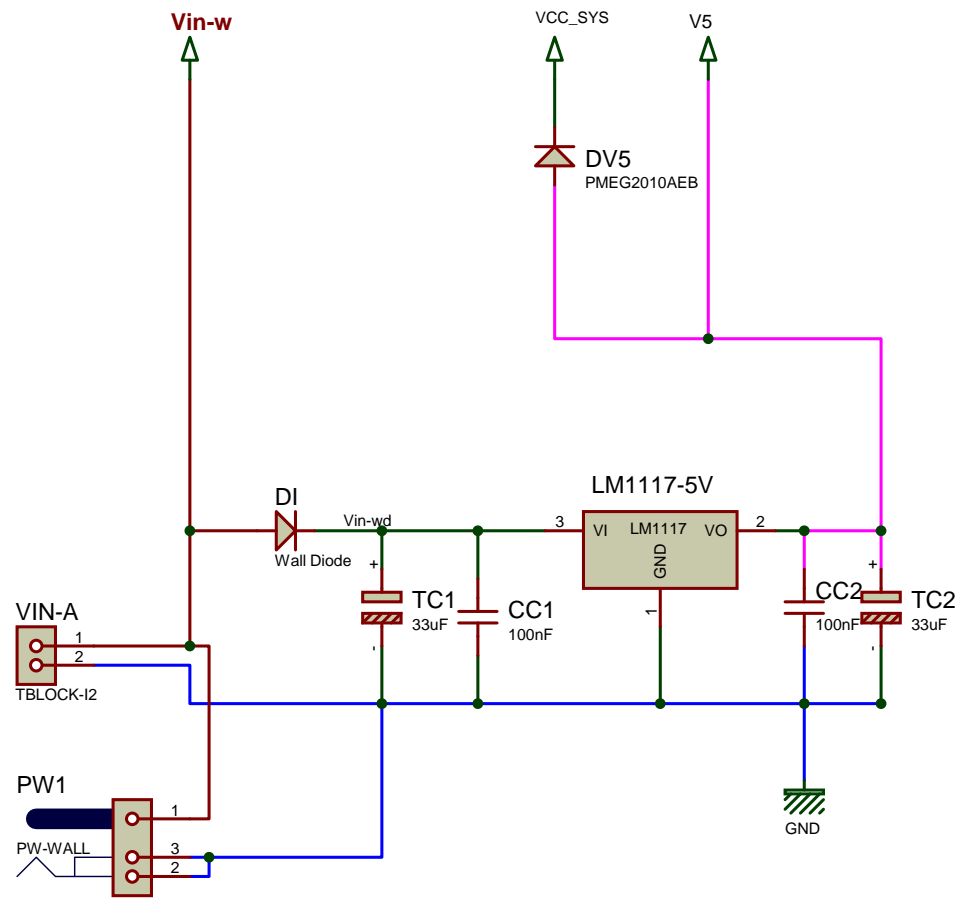 Vin-w
VCC_SYS
V5
DV5
PMEG2010AEB
LM1117-5V
DI
Vin-wd
Wall Diode
3
VI
LM1117
VO
2
GND
1
+
TC1
33uF
-
CC1
100nF
CC2
100nF
+
TC2
33uF
-
VIN-A
1
2
TBLOCK-I2
PW1
1
PW-WALL
3
2
GND